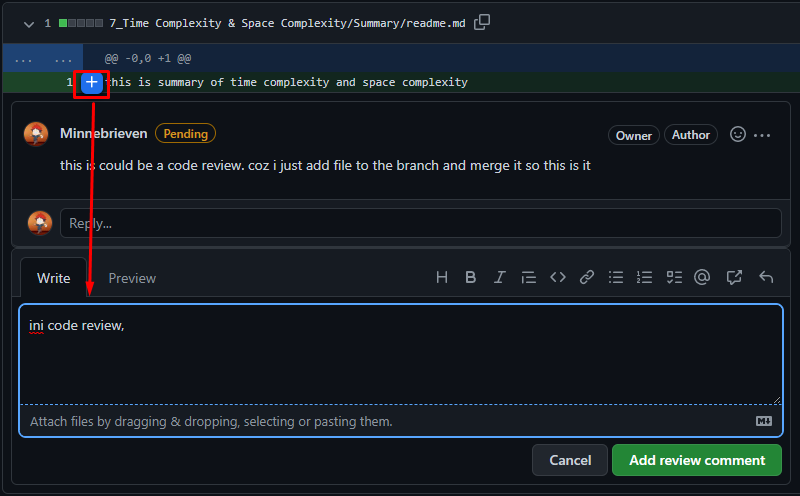 1 7_Time Complexity & Space Complexity/Summary/readme.md
... ... @@ -0,0 +1 @@
1 + this is summary of time complexity and space complexity
Minnebrieven Pending Owner Author
this is could be a code review. coz i just add file to the branch and merge it so this is it
Reply...
Write Preview H B I
ini code review,
Attach files by dragging & dropping, selecting or pasting them.
Cancel Add review comment